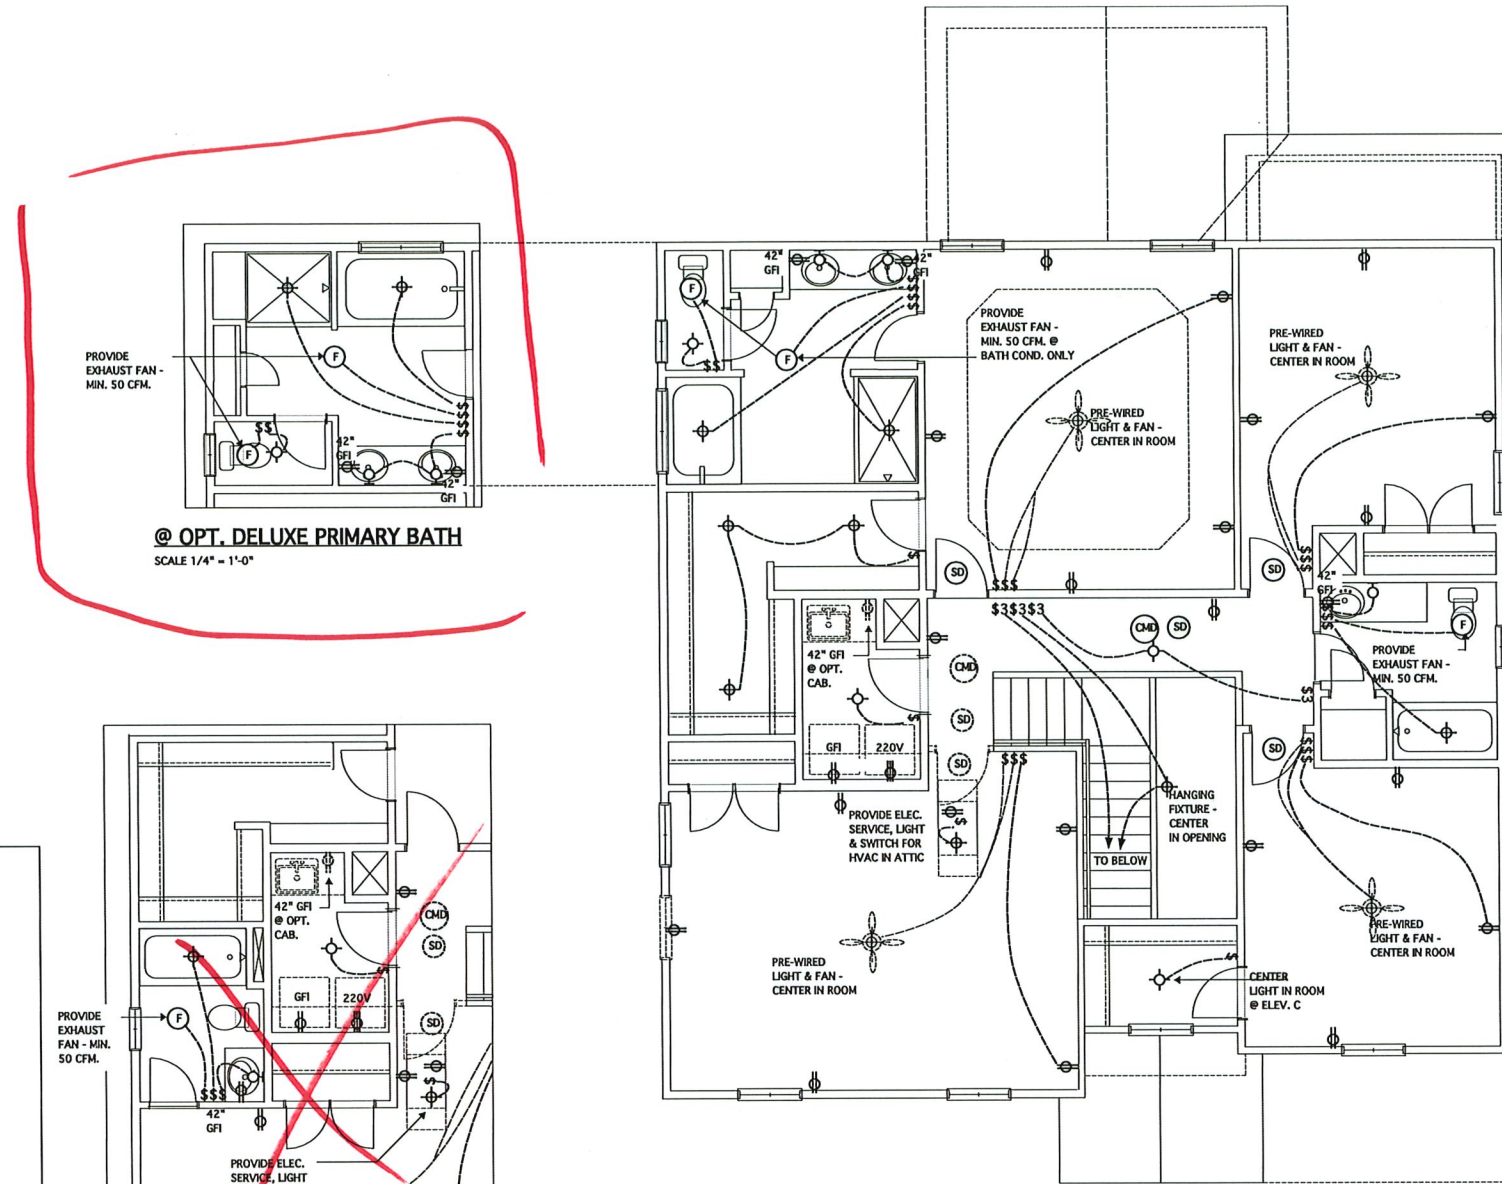 PROVIDE
EXHAUST FAN -
MIN. 50 CFM.
F
$
$
$
$
$$
F
42"
GFI
42"
GFI
@ OPT. DELUXE PRIMARY BATH
SCALE 1/4" = 1'-0"
42"
GFI
42"
GFI
F
$
$
$
$
F
$$
PROVIDE
EXHAUST FAN -
MIN. 50 CFM. @
BATH COND. ONLY
PRE-WIRED
LIGHT & FAN -
CENTER IN ROOM
PRE-WIRED
LIGHT & FAN -
CENTER IN ROOM
$
SD
$$$
$3$3$3
SD
$
$
$
42"
GFI
$
$
$
F
CMD
SD
PROVIDE
EXHAUST FAN -
MIN. 50 CFM.
$3
42" GFI
@ OPT.
CAB.
$
GFI
220V
CMD
SD
SD
$$$
SD
$
$
$
PROVIDE ELEC.
SERVICE, LIGHT
& SWITCH FOR
HVAC IN ATTIC
$
HANGING
FIXTURE -
CENTER
IN OPENING
TO BELOW
PRE-WIRED
LIGHT & FAN -
CENTER IN ROOM
PRE-WIRED
LIGHT & FAN -
CENTER IN ROOM
$
CENTER
LIGHT IN ROOM
@ ELEV. C
42" GFI
@ OPT.
CAB.
CMD
SD
$
GFI
220V
SD
PROVIDE
EXHAUST
FAN - MIN.
50 CFM.
F
$$$
42"
GFI
$
PROVIDE ELEC.
SERVICE, LIGHT